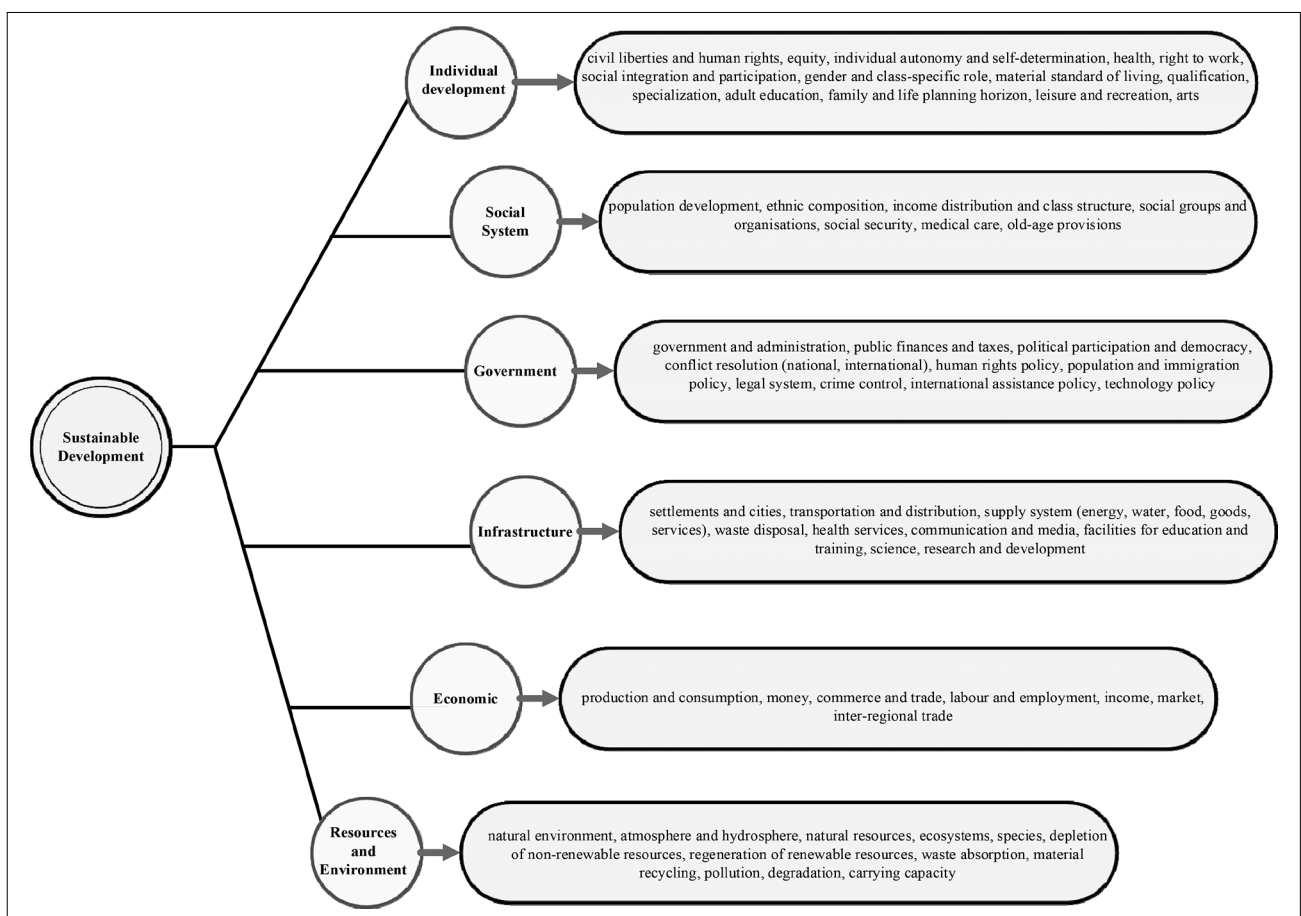 Individual
development
civil liberties and human rights, equity, individual autonomy and self-determination, health, right to work,
social integration and participation, gender and class-specific role, material standard of living, qualification,
specialization, adult education, family and life planning horizon, leisure and recreation, arts
Social
System
population development, ethnic composition, income distribution and class structure, social groups and
organisations, social security, medical care, old-age provisions
Government
government and administration, public finances and taxes, political participation and democracy,
conflict resolution (national, international), human rights policy, population and immigration
policy, legal system, crime control, international assistance policy, technology policy
Sustainable
Development
Infrastructure
settlements and cities, transportation and distribution, supply system (energy, water, food, goods,
services), waste disposal, health services, communication and media, facilities for education and
training, science, research and development
Economic
production and consumption, money, commerce and trade, labour and employment, income, market,
inter-regional trade
Resources
and
Environment
natural environment, atmosphere and hydrosphere, natural resources, ecosystems, species, depletion
of non-renewable resources, regeneration of renewable resources, waste absorption, material
recycling, pollution, degradation, carrying capacity